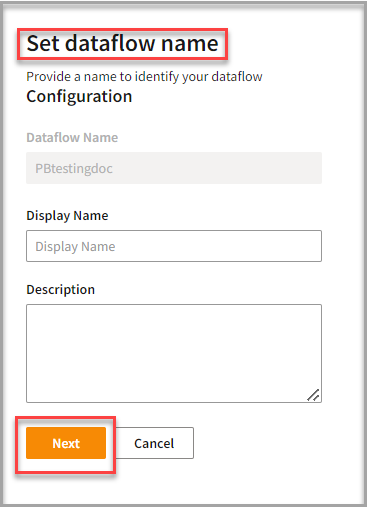 Set dataflow name
Provide a name to identify your dataflow
Configuration
Dataflow Name
PBtestingdoc
Display Name
Display Name
Description
Next Cancel